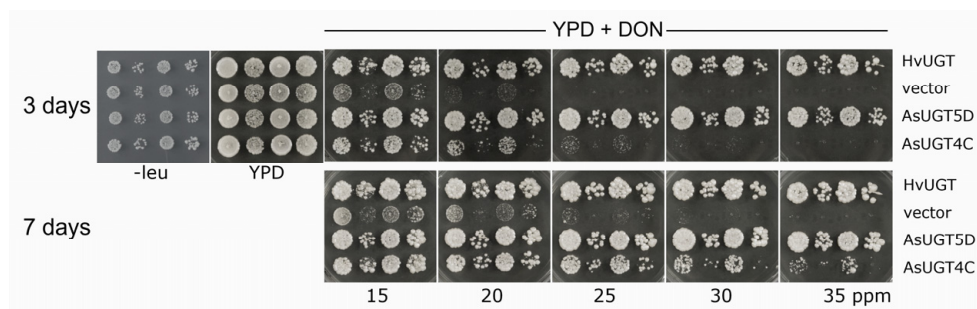 YPD + DON
3 days
HvUGT
vector
AsUGT5D
AsUGT4C
-leu
YPD
7 days
HvUGT
vector
AsUGT5D
AsUGT4C
15 20 25 30 35 ppm